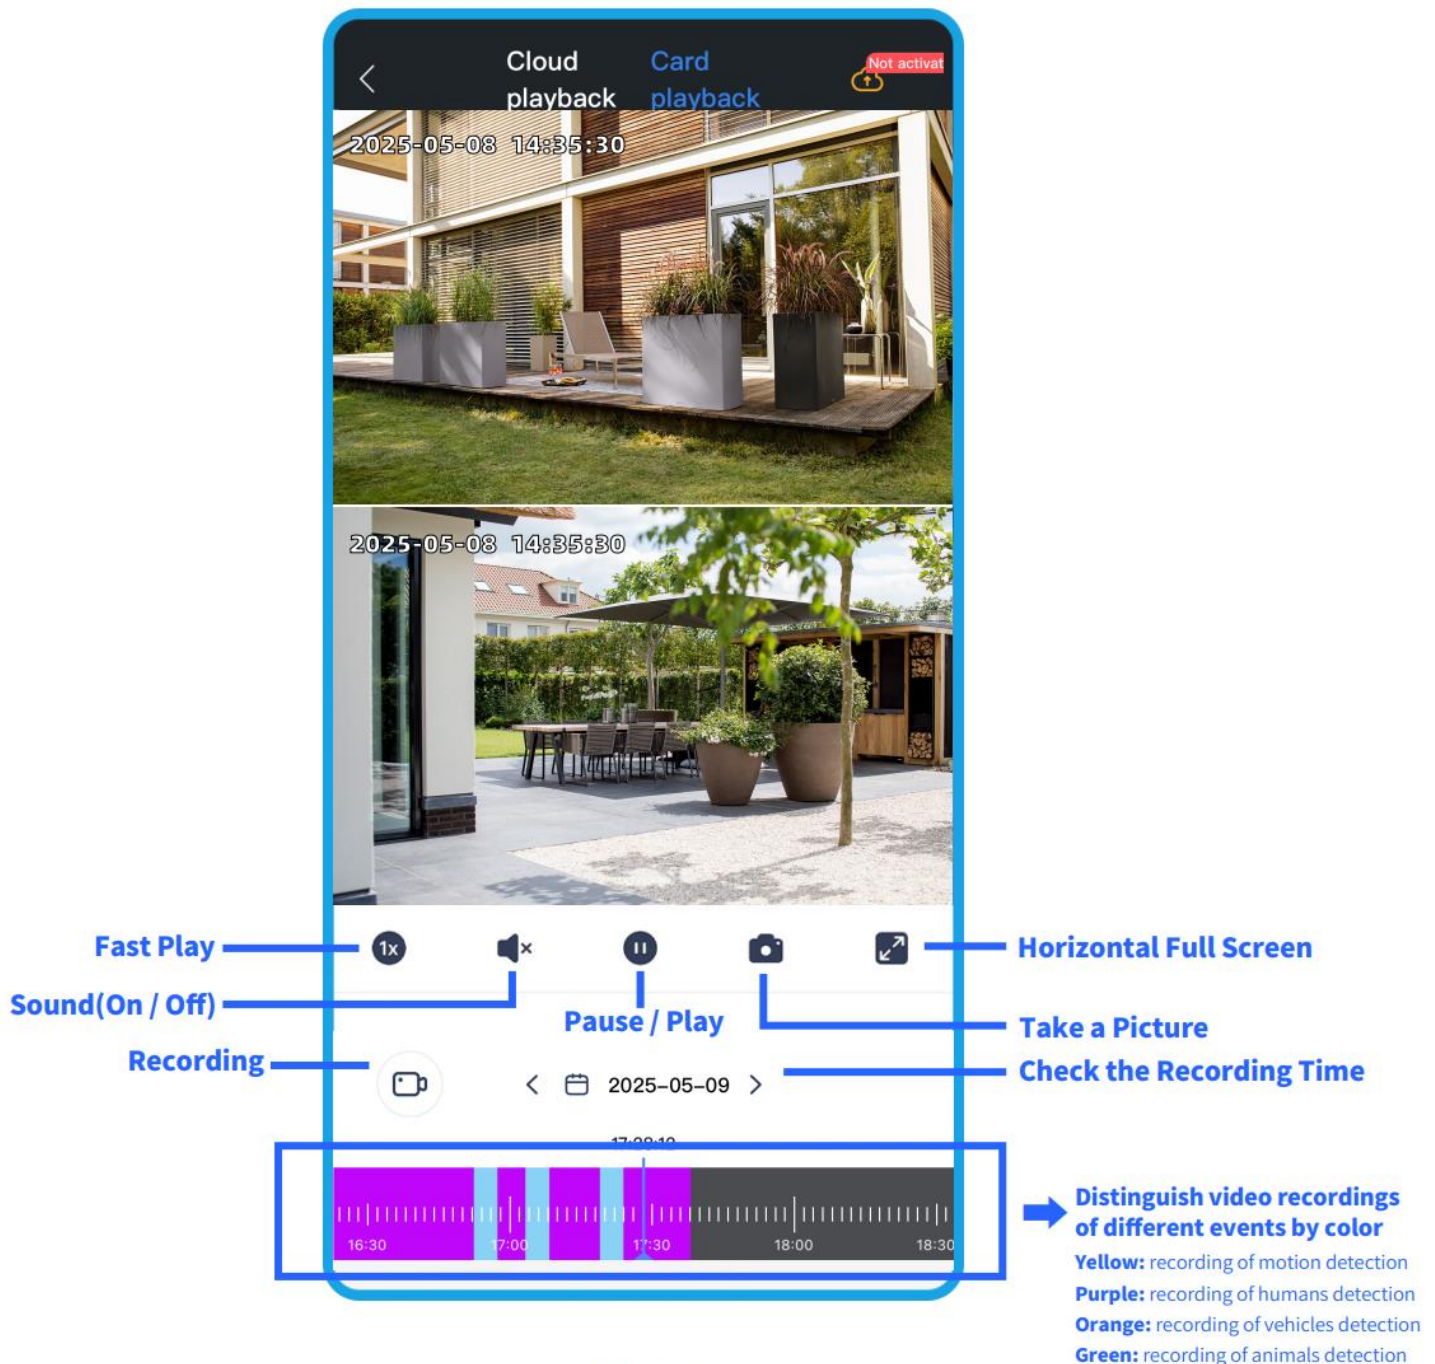 Cloud playback
Card playback
Not activat
2025-05-08 14:35:30
2025-05-08 14:35:30
1x
Fast Play
Horizontal Full Screen
Sound(On / Off)
Pause / Play
Take a Picture
Recording
2025-05-09
Check the Recording Time
17:28:12
16:30
17:00
17:30
18:00
18:30
Distinguish video recordings
of different events by color
Yellow: recording of motion detection
Purple: recording of humans detection
Orange: recording of vehicles detection
Green: recording of animals detection